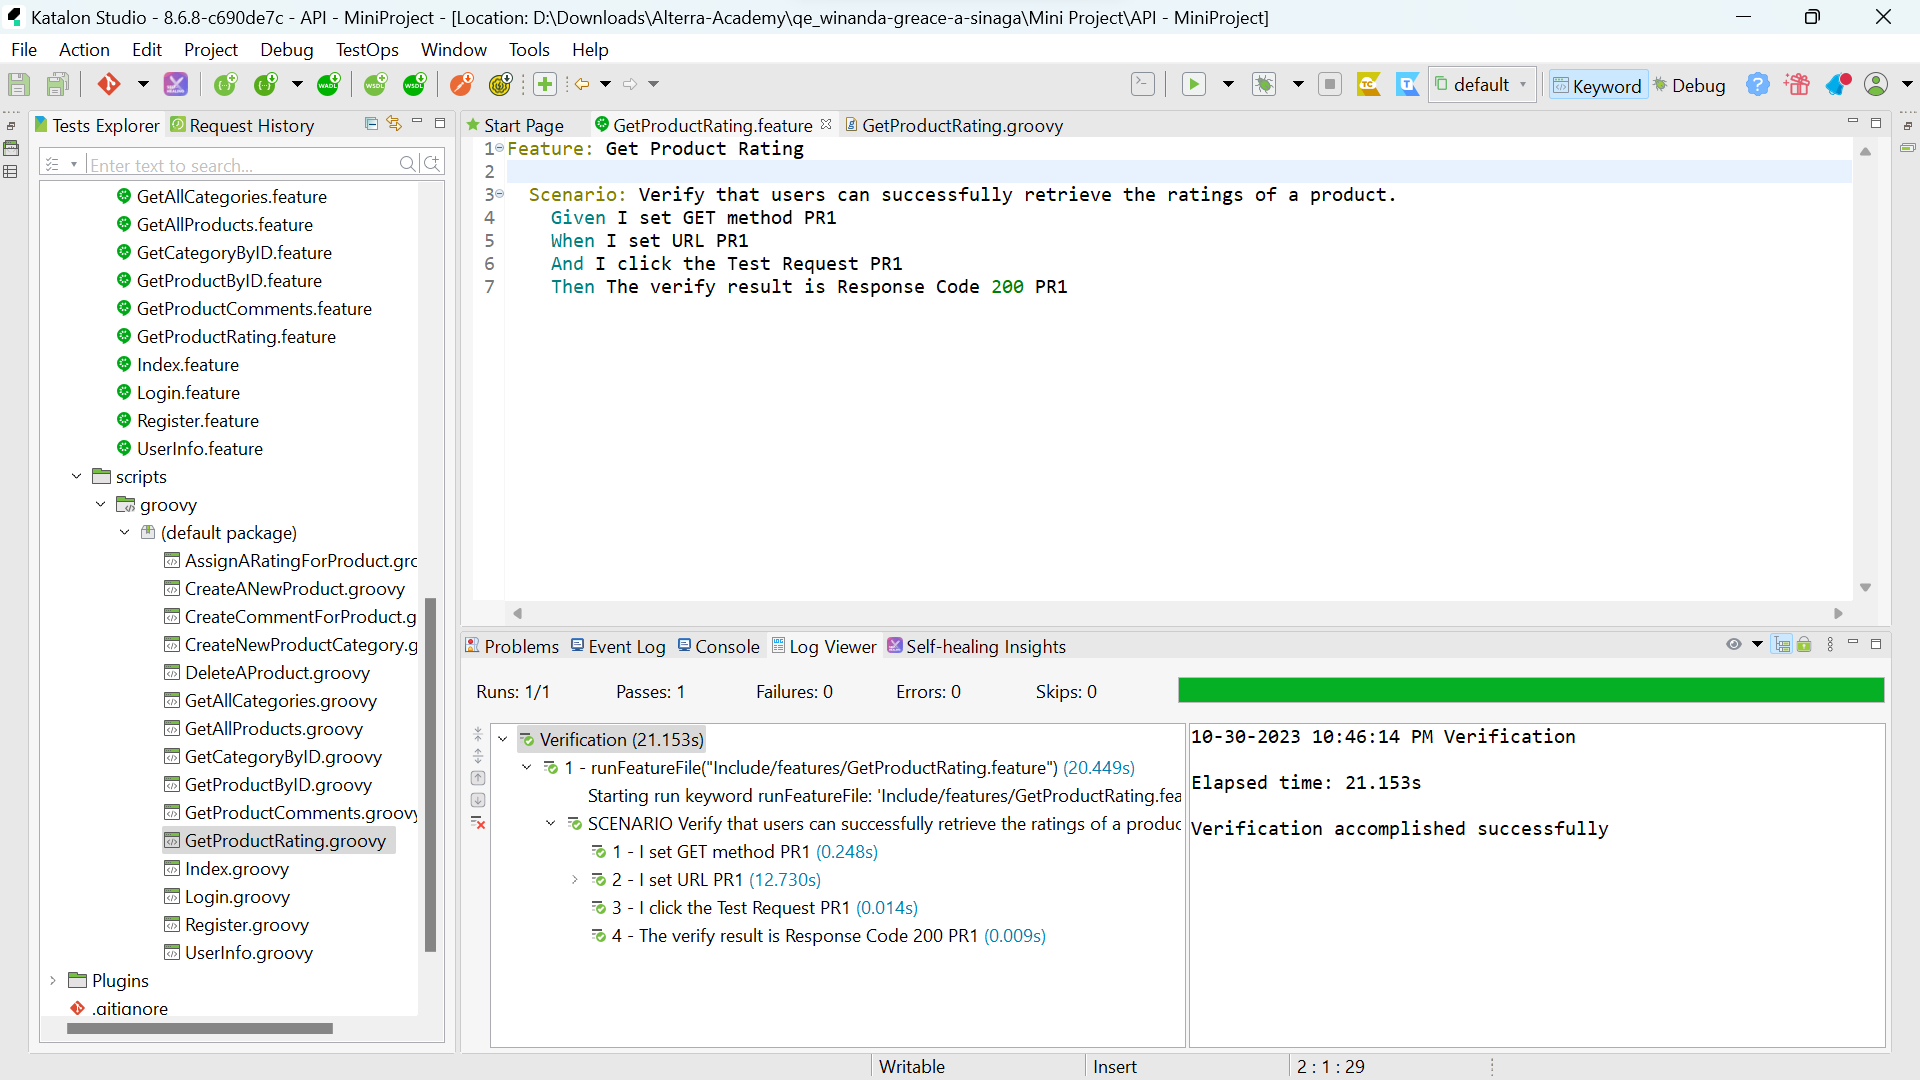 Katalon Studio - 8.6.8-c690de7c - API - MiniProject - [Location: D:\Downloads\Alterra-Academy\qe_winanda-greace-a-sinaga\Mini Project\API - MiniProject]
File Action Edit Project Debug TestOps Window Tools Help
default Keyword Debug
Tests Explorer Request History
Enter text to search...
GetAllCategories.feature
GetAllProducts.feature
GetCategoryByID.feature
GetProductByID.feature
GetProductComments.feature
GetProductRating.feature
Index.feature
Login.feature
Register.feature
UserInfo.feature
scripts
groovy
(default package)
AssignARatingForProduct.grc
CreateANewProduct.groovy
CreateCommentForProduct.g
CreateNewProductCategory.g
DeleteAProduct.groovy
GetAllCategories.groovy
GetAllProducts.groovy
GetCategoryByID.groovy
GetProductByID.groovy
GetProductComments.groovy
GetProductRating.groovy
Index.groovy
Login.groovy
Register.groovy
UserInfo.groovy
Plugins
.gitignore
Start Page GetProductRating.feature GetProductRating.groovy
1 Feature: Get Product Rating
2
3 Scenario: Verify that users can successfully retrieve the ratings of a product.
4 Given I set GET method PR1
5 When I set URL PR1
6 And I click the Test Request PR1
7 Then The verify result is Response Code 200 PR1
Problems Event Log Console Log Viewer Self-healing Insights
Runs: 1/1 Passes: 1 Failures: 0 Errors: 0 Skips: 0
Verification (21.153s)
1 - runFeatureFile("Include/features/GetProductRating.feature") (20.449s)
Starting run keyword runFeatureFile: 'Include/features/GetProductRating.fea
SCENARIO Verify that users can successfully retrieve the ratings of a produc
1 - I set GET method PR1 (0.248s)
2 - I set URL PR1 (12.730s)
3 - I click the Test Request PR1 (0.014s)
4 - The verify result is Response Code 200 PR1 (0.009s)
10-30-2023 10:46:14 PM Verification
Elapsed time: 21.153s
Verification accomplished successfully
Writable Insert 2 : 1 : 29